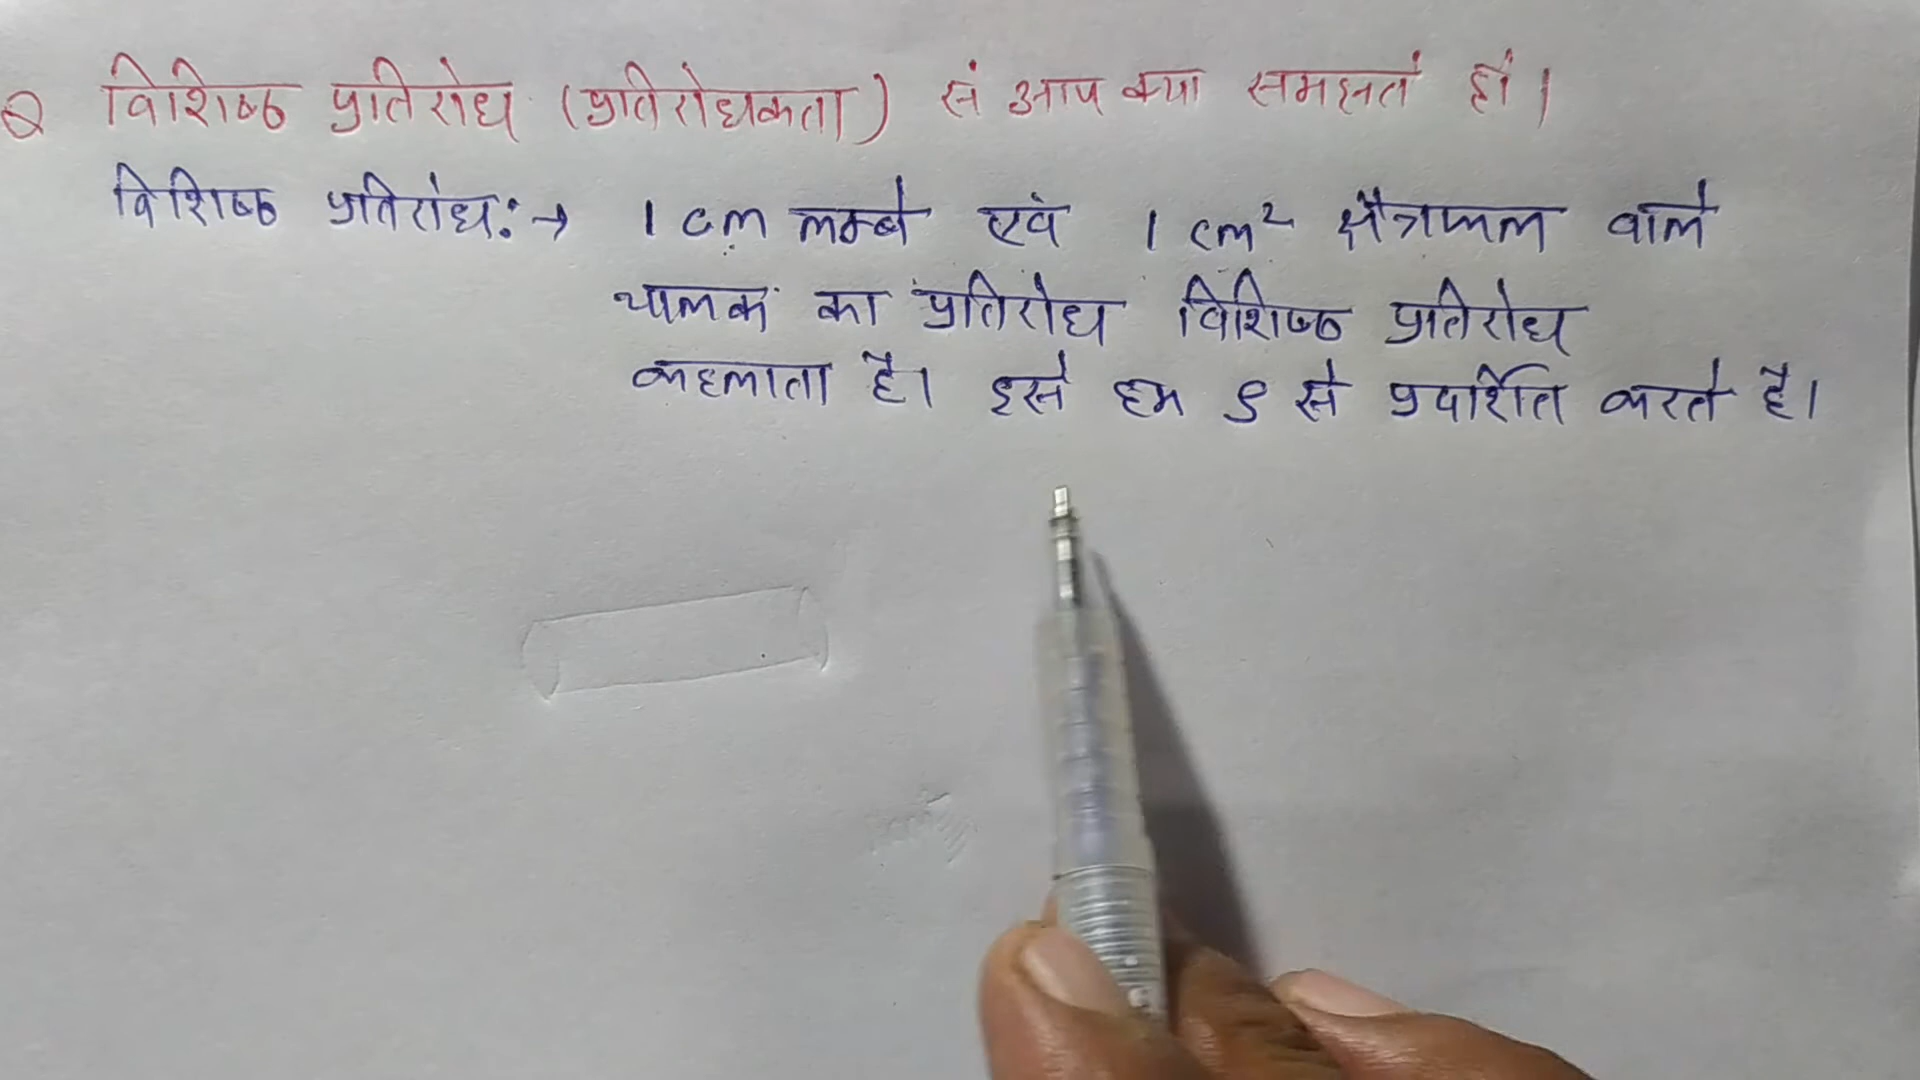 Q विशिष्ठ प्रतिरोध (प्रतिरोधकता) से आप क्या समझते हो।
विशिष्ठ प्रतिरोध:→ 1 cm लम्बे एवं 1 cm² क्षैत्रफल वाले
चालक का प्रतिरोध विशिष्ठ प्रतिरोध
कहलाता है। इसे हम ς से प्रदर्शित करते है।